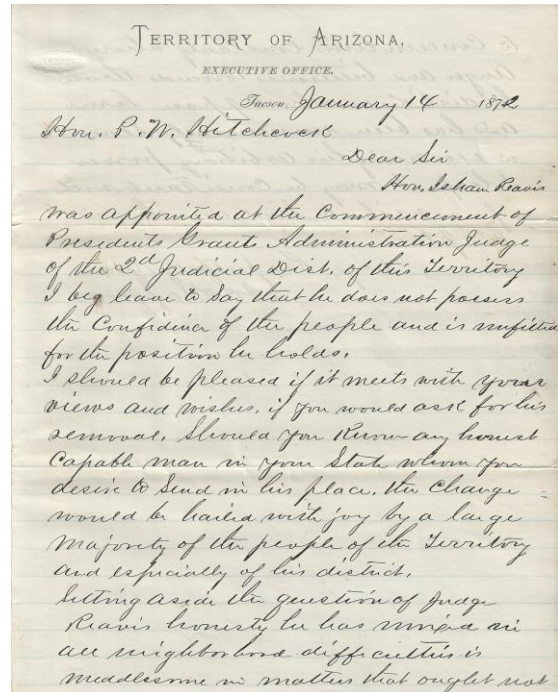 TERRITORY OF ARIZONA,
EXECUTIVE OFFICE.
Tucson, January 14 1872
Hon. P. W. Hitchcock
Dear Sir
Hon. Isham Reavis
was appointed at the Commencement of
Presidents Grants Administration Judge
of the 2d Judicial Dist. of this Territory
I beg leave to Say that he does not possess
the Confidence of the people and is unfitted
for the position he holds.
I should be pleased if it meets with your
views and wishes, if you would ask for his
removal. Should you Know any honest
Capable man in your State whom you
desire to Send in his place, the Change
would be hailed with joy by a large
Majority of the people of the Territory
and especially of his district.
Setting aside the question of Judge
Reavis honesty he has mixed in
all neighborhood difficulties is
meddlesome in matters that ought not